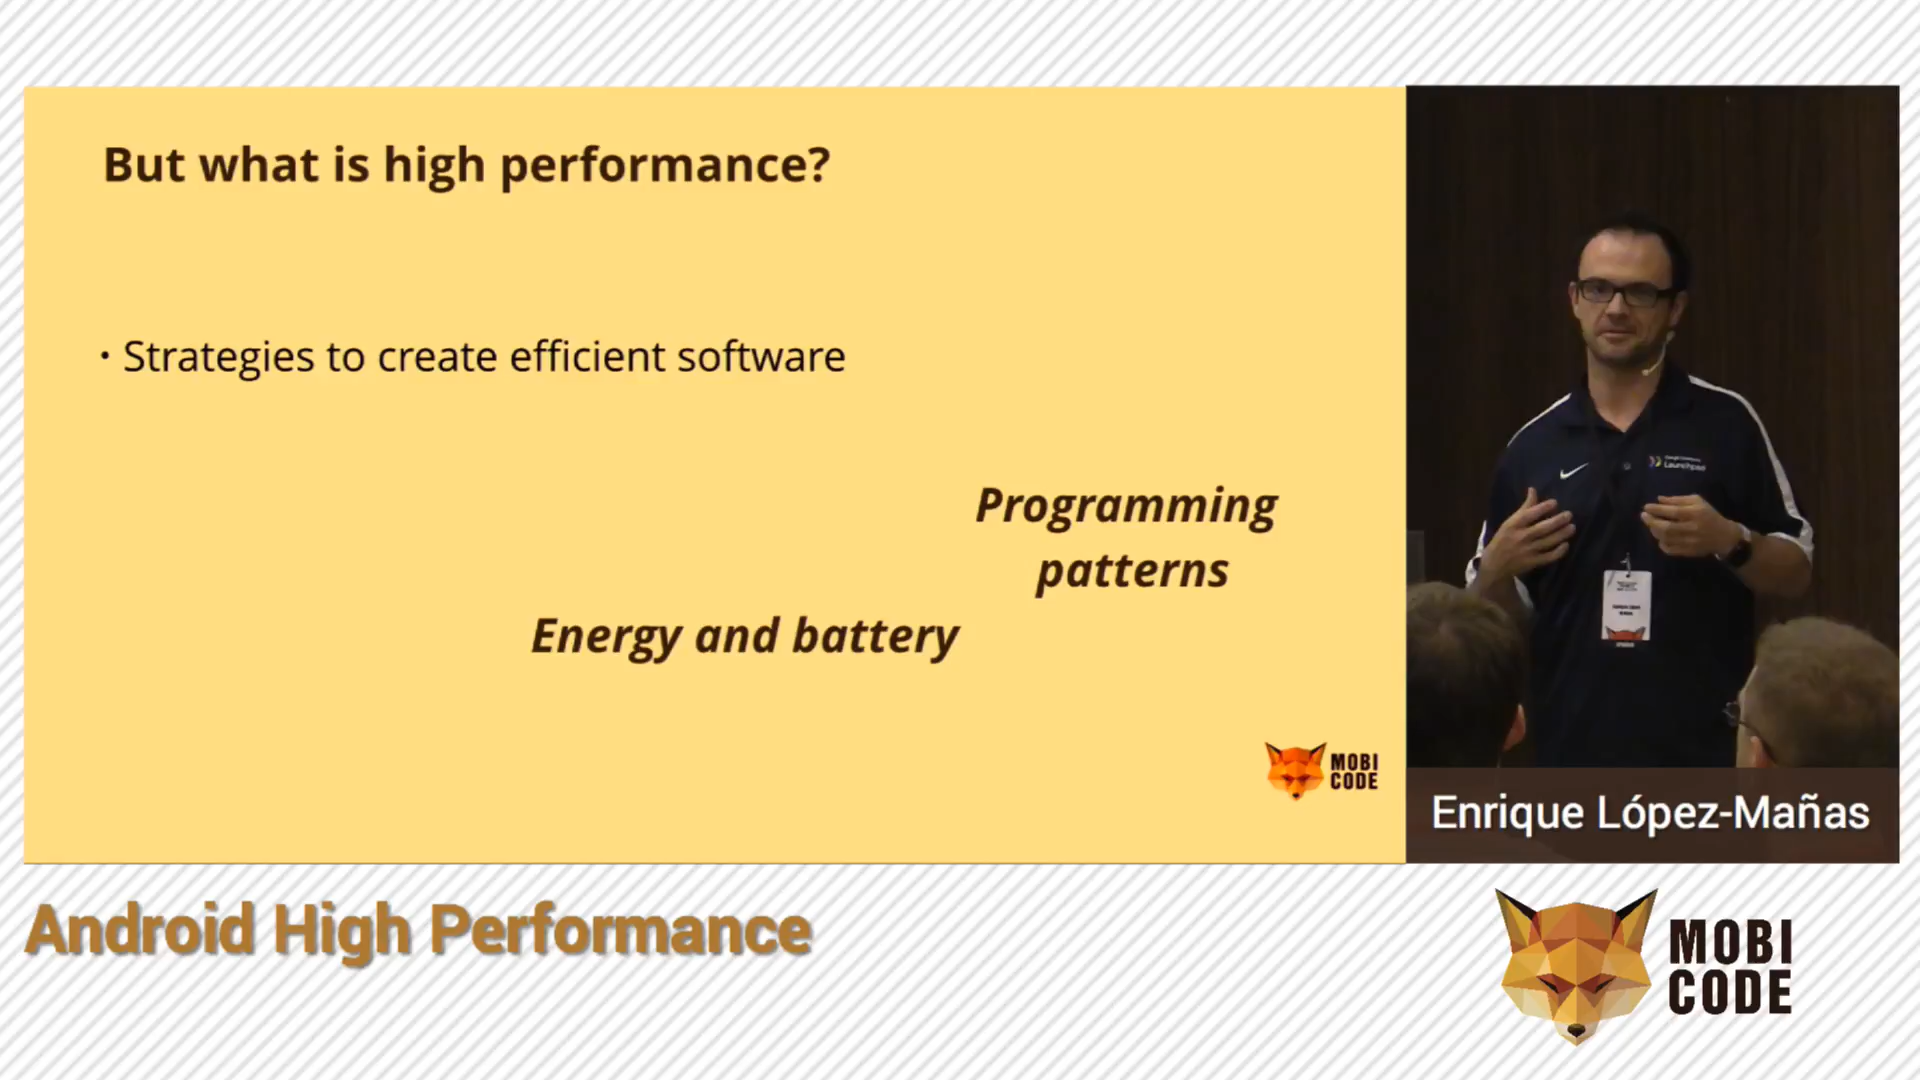 But what is high performance?
· Strategies to create efficient software
Programming
patterns
Energy and battery
MOBI
CODE
Launchpad
Enrique López-Mañas
Android High Performance
MOBI
CODE